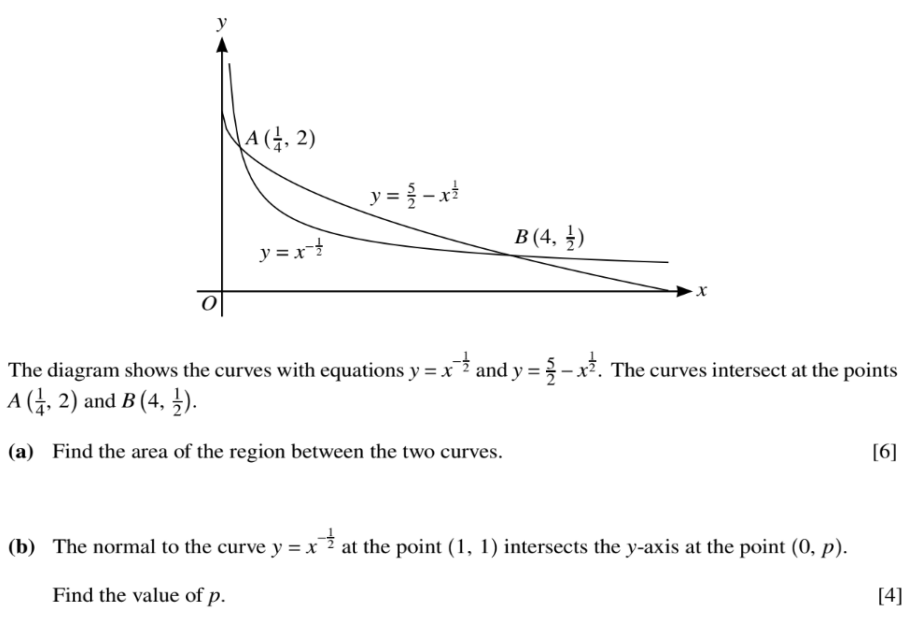 y
A (1/4, 2)
y = 5/2 − x^(1/2)
B (4, 1/2)
y = x^(−1/2)
O
x
The diagram shows the curves with equations y = x^(−1/2) and y = 5/2 − x^(1/2). The curves intersect at the points
A (1/4, 2) and B (4, 1/2).
(a) Find the area of the region between the two curves. [6]
(b) The normal to the curve y = x^(−1/2) at the point (1, 1) intersects the y-axis at the point (0, p).
Find the value of p. [4]